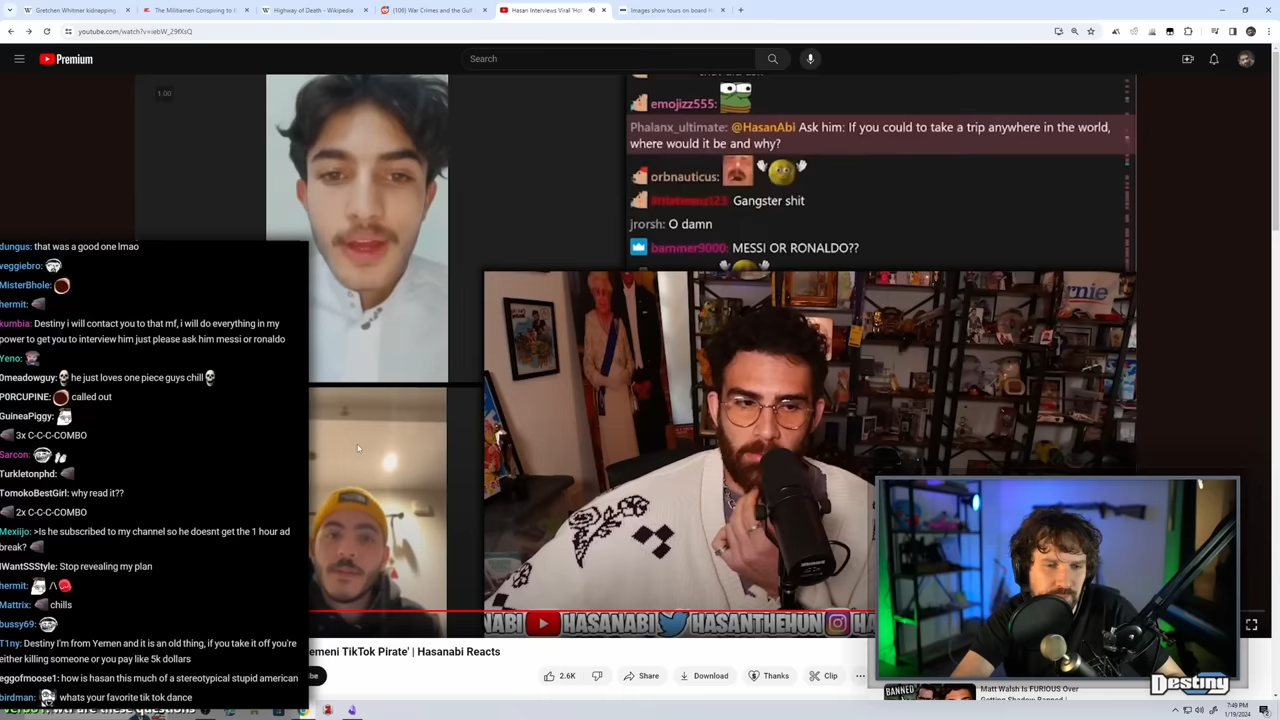 Gretchen Whitmer kidnapping
The Militiamen Conspiring to K
Highway of Death - Wikipedia
(108) War Crimes and the Gulf
Hasan Interviews Viral 'Hot
Images show tours on board H
youtube.com/watch?v=iebW_29fXsQ
Premium
Search
1:00
emojizz555:
Phalanx_ultimate: @HasanAbi Ask him: If you could to take a trip anywhere in the world,
where would it be and why?
orbnauticus:
Gangster shit
jrorsh: O damn
bammer9000: MESSI OR RONALDO??
ernie
dungus: that was a good one lmao
veggiebro:
MisterBhole:
hermit:
kumbia: Destiny i will contact you to that mf, i will do everything in my
power to get you to interview him just please ask him messi or ronaldo
Yeno:
0meadowguy: he just loves one piece guys chill
P0RCUPINE: called out
GuineaPiggy:
3x C-C-C-COMBO
Sarcon:
Turkletonphd:
TomokoBestGirl: why read it??
2x C-C-C-COMBO
Mexiijo: >Is he subscribed to my channel so he doesnt get the 1 hour ad
break?
IWantSSStyle: Stop revealing my plan
hermit: /\
Mattrix: chills
bussy69:
T1ny: Destiny I'm from Yemen and it is an old thing, if you take it off you're
either killing someone or you pay like 5k dollars
eggofmoose1: how is hasan this much of a stereotypical stupid american
birdman: whats your favorite tik tok dance
wtf are these questions
NABI HASANABI HASANTHEHUN
emeni TikTok Pirate' | Hasanabi Reacts
be
2.6K
Share
Download
Thanks
Clip
BANNED
Matt Walsh Is FURIOUS Over
Getting Shadow Banned |
Destiny
7:49 PM
1/19/2024